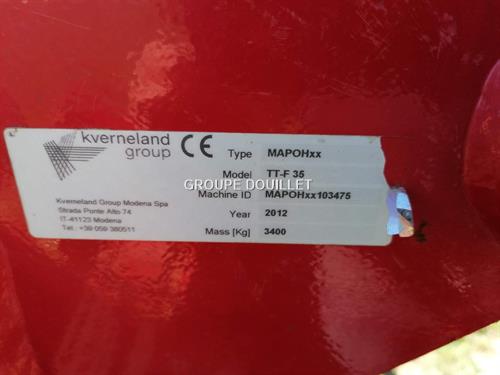 kverneland
group
CE
Type MAPOHxx
Model TT-F 35
GROUPE DOUILLET
Machine ID MAPOHxx103475
Year 2012
Mass [Kg] 3400
Kverneland Group Modena Spa
Strada Ponte Alto 74
IT-41123 Modena
Tel.: +39 059 380511